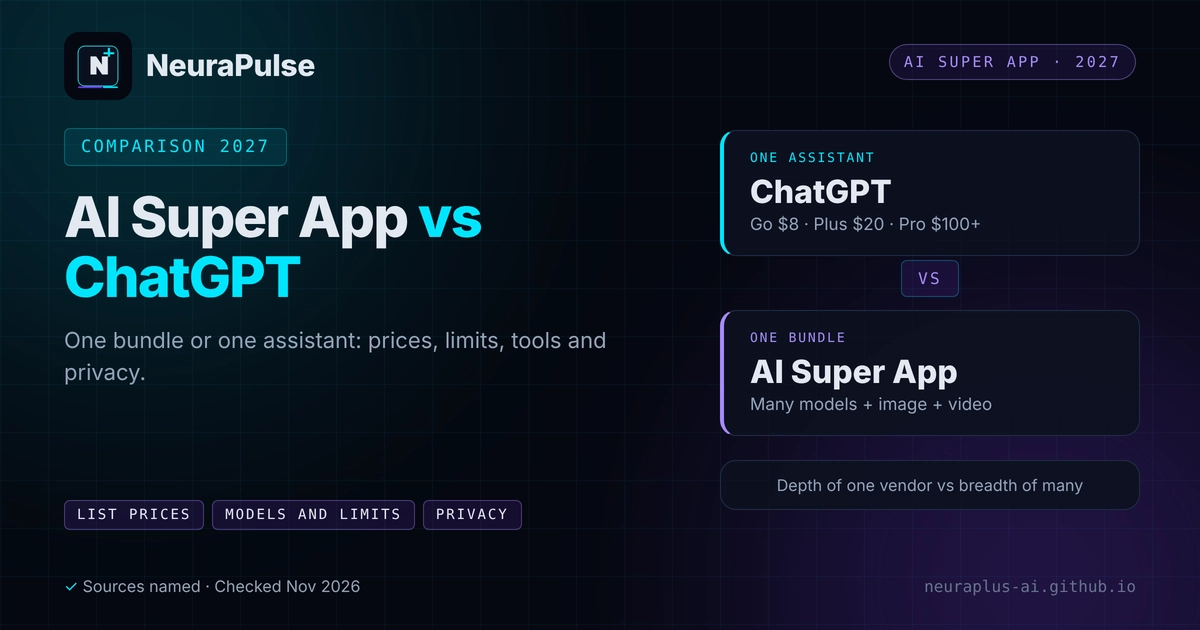 N
NeuraPulse
AI SUPER APP · 2027
COMPARISON 2027
AI Super App vs
ChatGPT
One bundle or one assistant: prices, limits, tools and
privacy.
LIST PRICES
MODELS AND LIMITS
PRIVACY
✓ Sources named · Checked Nov 2026
ONE ASSISTANT
ChatGPT
Go $8 · Plus $20 · Pro $100+
VS
ONE BUNDLE
AI Super App
Many models + image + video
Depth of one vendor vs breadth of many
neuraplus-ai.github.io